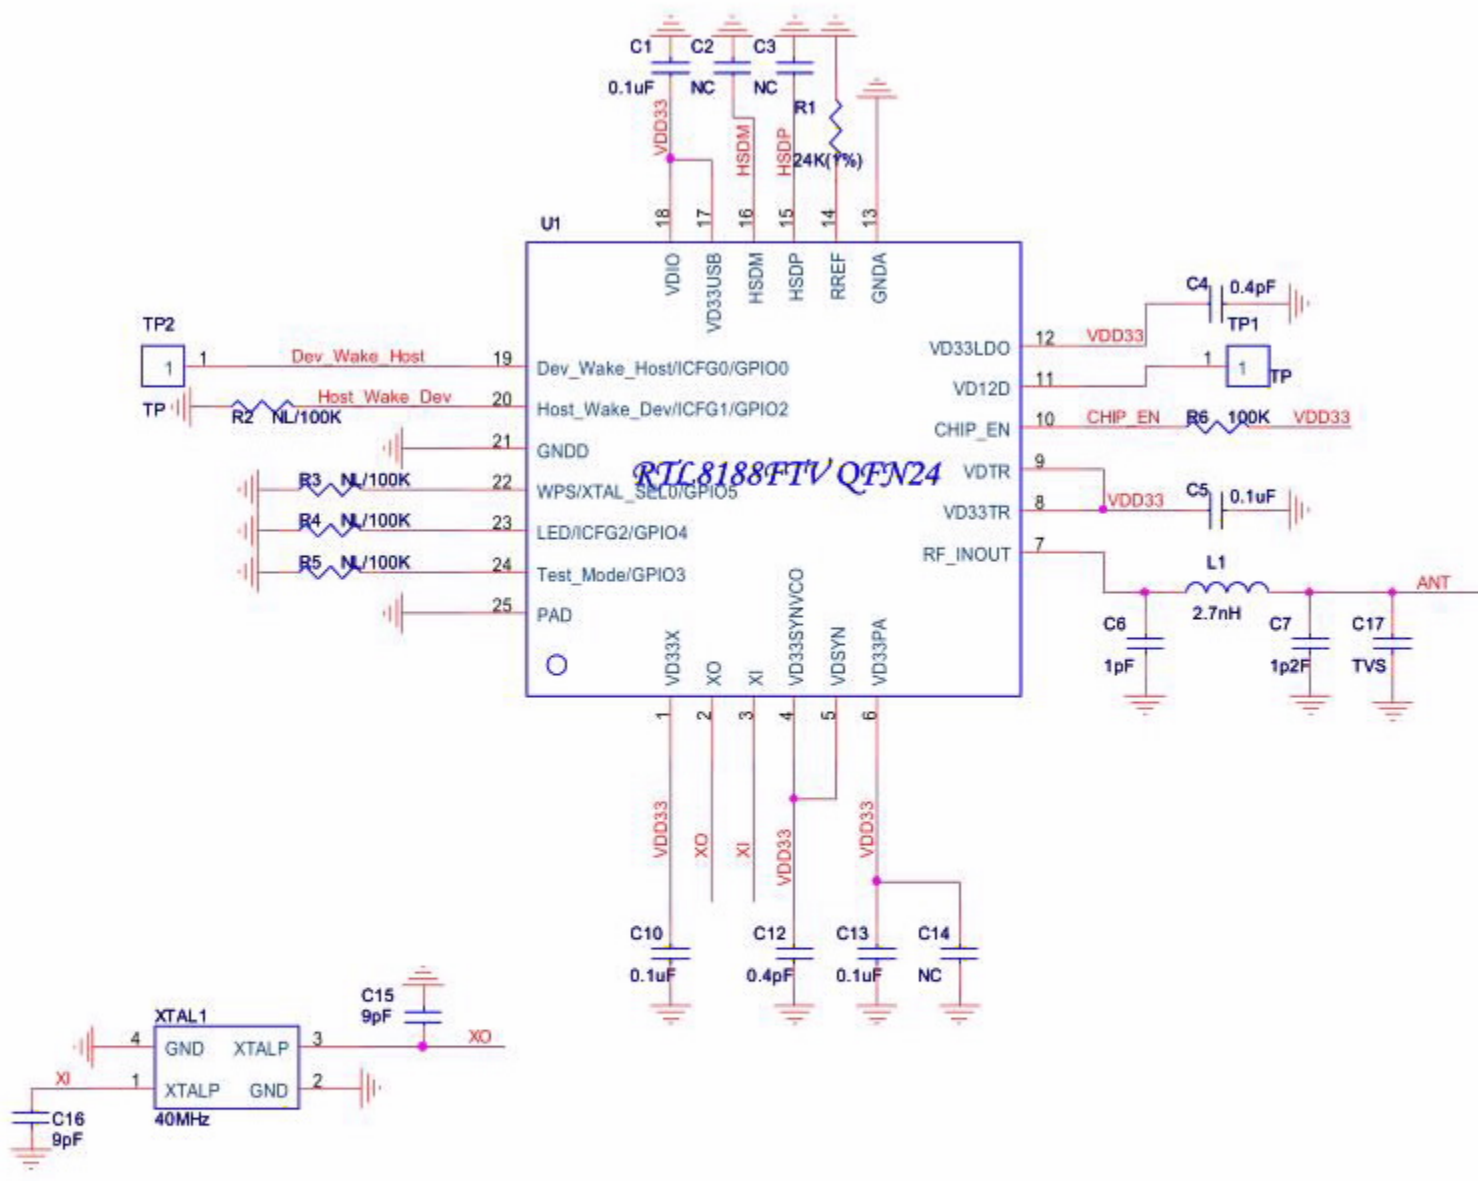 C1
C2
C3
0.1uF
NC
NC
R1
24K(1%)
VDD33
HSDM
HSDP
18
17
16
15
14
13
U1
VDIO
VD33USB
HSDM
HSDP
RREF
GNDA
TP2
1
1
TP
Dev_Wake_Host
19
Dev_Wake_Host/ICFG0/GPIO0
R2
NL/100K
Host_Wake_Dev
20
Host_Wake_Dev/ICFG1/GPIO2
21
GNDD
R3
NL/100K
22
WPS/XTAL_SEL0/GPIO5
R4
NL/100K
23
LED/ICFG2/GPIO4
R5
NL/100K
24
Test_Mode/GPIO3
25
PAD
RTL8188FTV QFN24
VD33LDO
12
VDD33
C4
0.4pF
VD12D
11
1
TP1
1
TP
CHIP_EN
10
CHIP_EN
R6
100K
VDD33
VDTR
9
VD33TR
8
VDD33
C5
0.1uF
RF_INOUT
7
L1
2.7nH
ANT
C6
1pF
C7
1p2F
C17
TVS
VD33X
XO
XI
VD33SYNVCO
VDSYN
VD33PA
1
2
3
4
5
6
VDD33
XO
XI
VDD33
VDD33
C10
0.1uF
C12
0.4pF
C13
0.1uF
C14
NC
XTAL1
C15
9pF
4
GND
XTALP
3
XO
XI
1
XTALP
GND
2
40MHz
C16
9pF